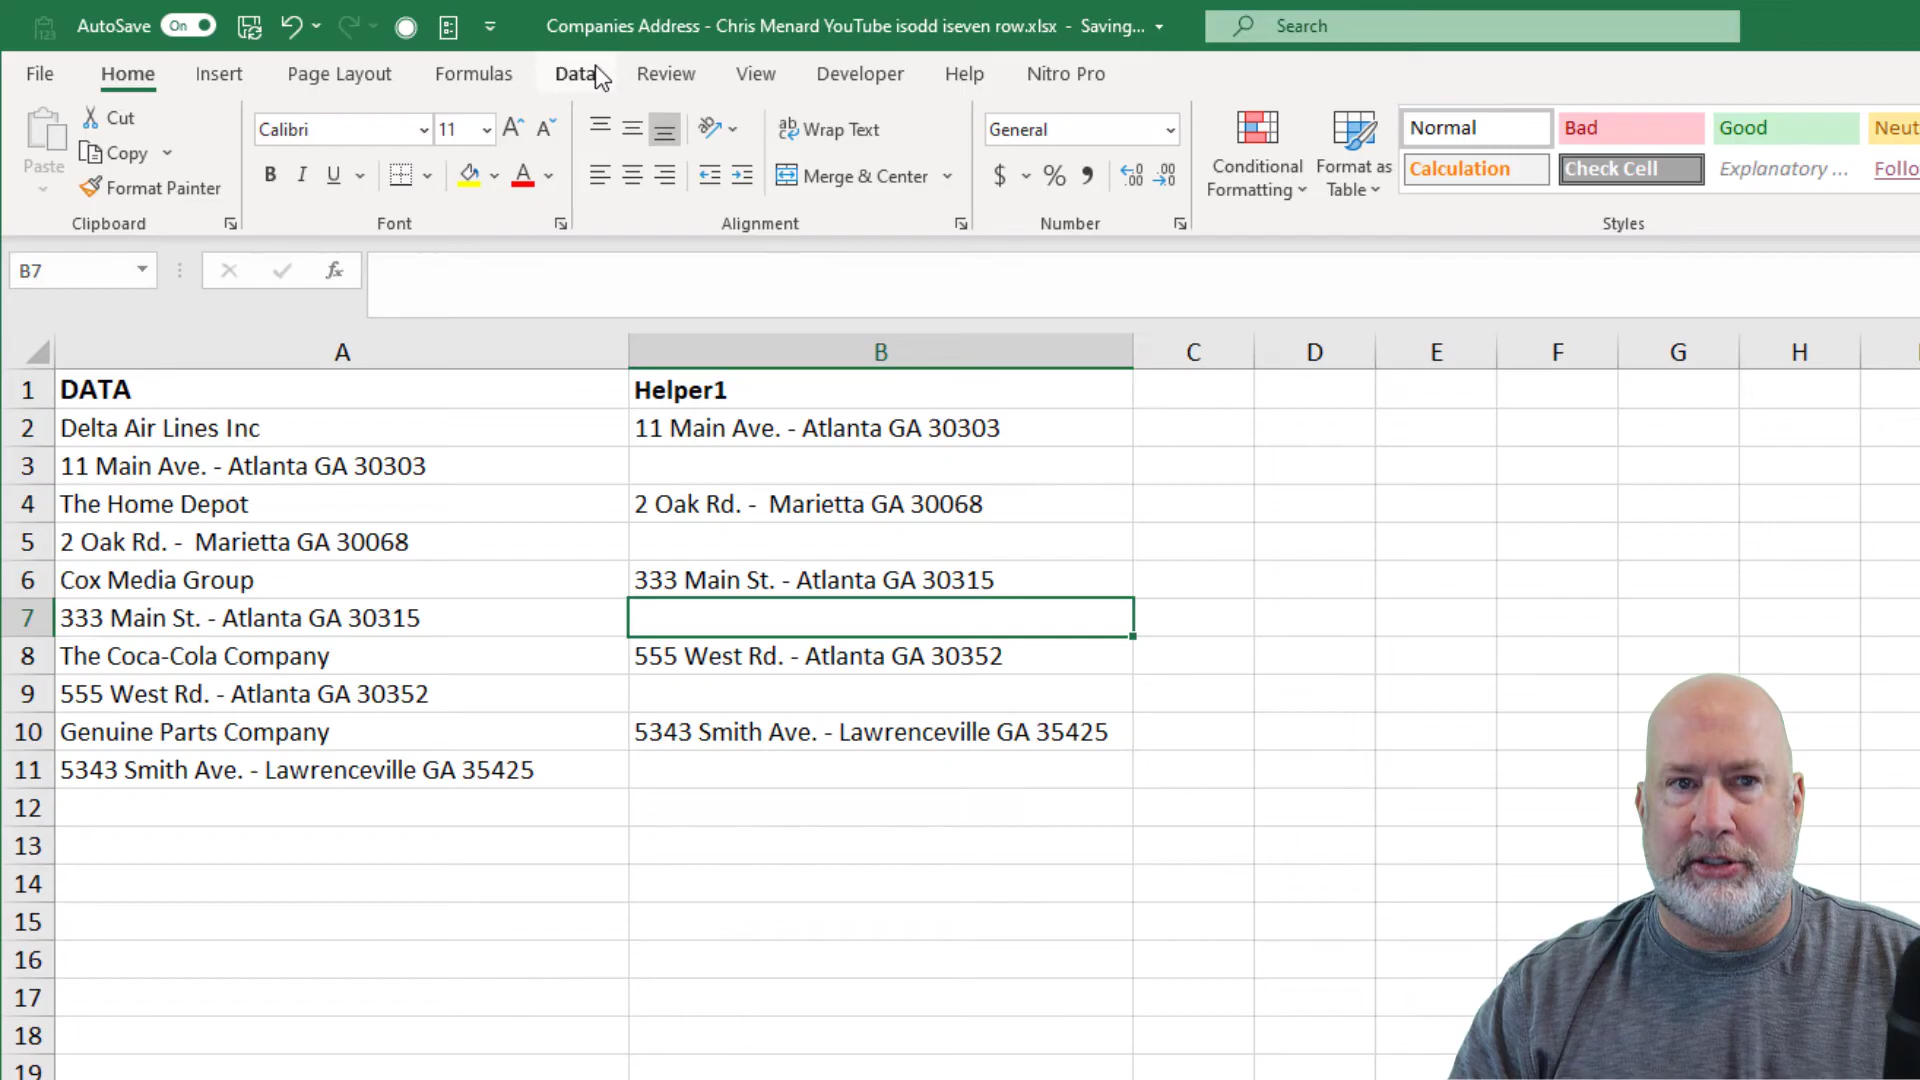 AutoSave On Companies Address - Chris Menard YouTube isodd iseven row.xlsx - Saving... Search
File Home Insert Page Layout Formulas Data Review View Developer Help Nitro Pro
Paste Cut Copy Format Painter
Calibri 11
B I U A
ab Wrap Text
Merge & Center
General
$ % 9 .00 .00
Conditional Formatting
Format as Table
Normal Bad Good Neut
Calculation Check Cell Explanatory ... Follo
Clipboard Font Alignment Number Styles
B7 fx
A B C D E F G H
1 DATA Helper1
2 Delta Air Lines Inc 11 Main Ave. - Atlanta GA 30303
3 11 Main Ave. - Atlanta GA 30303
4 The Home Depot 2 Oak Rd. -  Marietta GA 30068
5 2 Oak Rd. -  Marietta GA 30068
6 Cox Media Group 333 Main St. - Atlanta GA 30315
7 333 Main St. - Atlanta GA 30315
8 The Coca-Cola Company 555 West Rd. - Atlanta GA 30352
9 555 West Rd. - Atlanta GA 30352
10 Genuine Parts Company 5343 Smith Ave. - Lawrenceville GA 35425
11 5343 Smith Ave. - Lawrenceville GA 35425
12
13
14
15
16
17
18
19